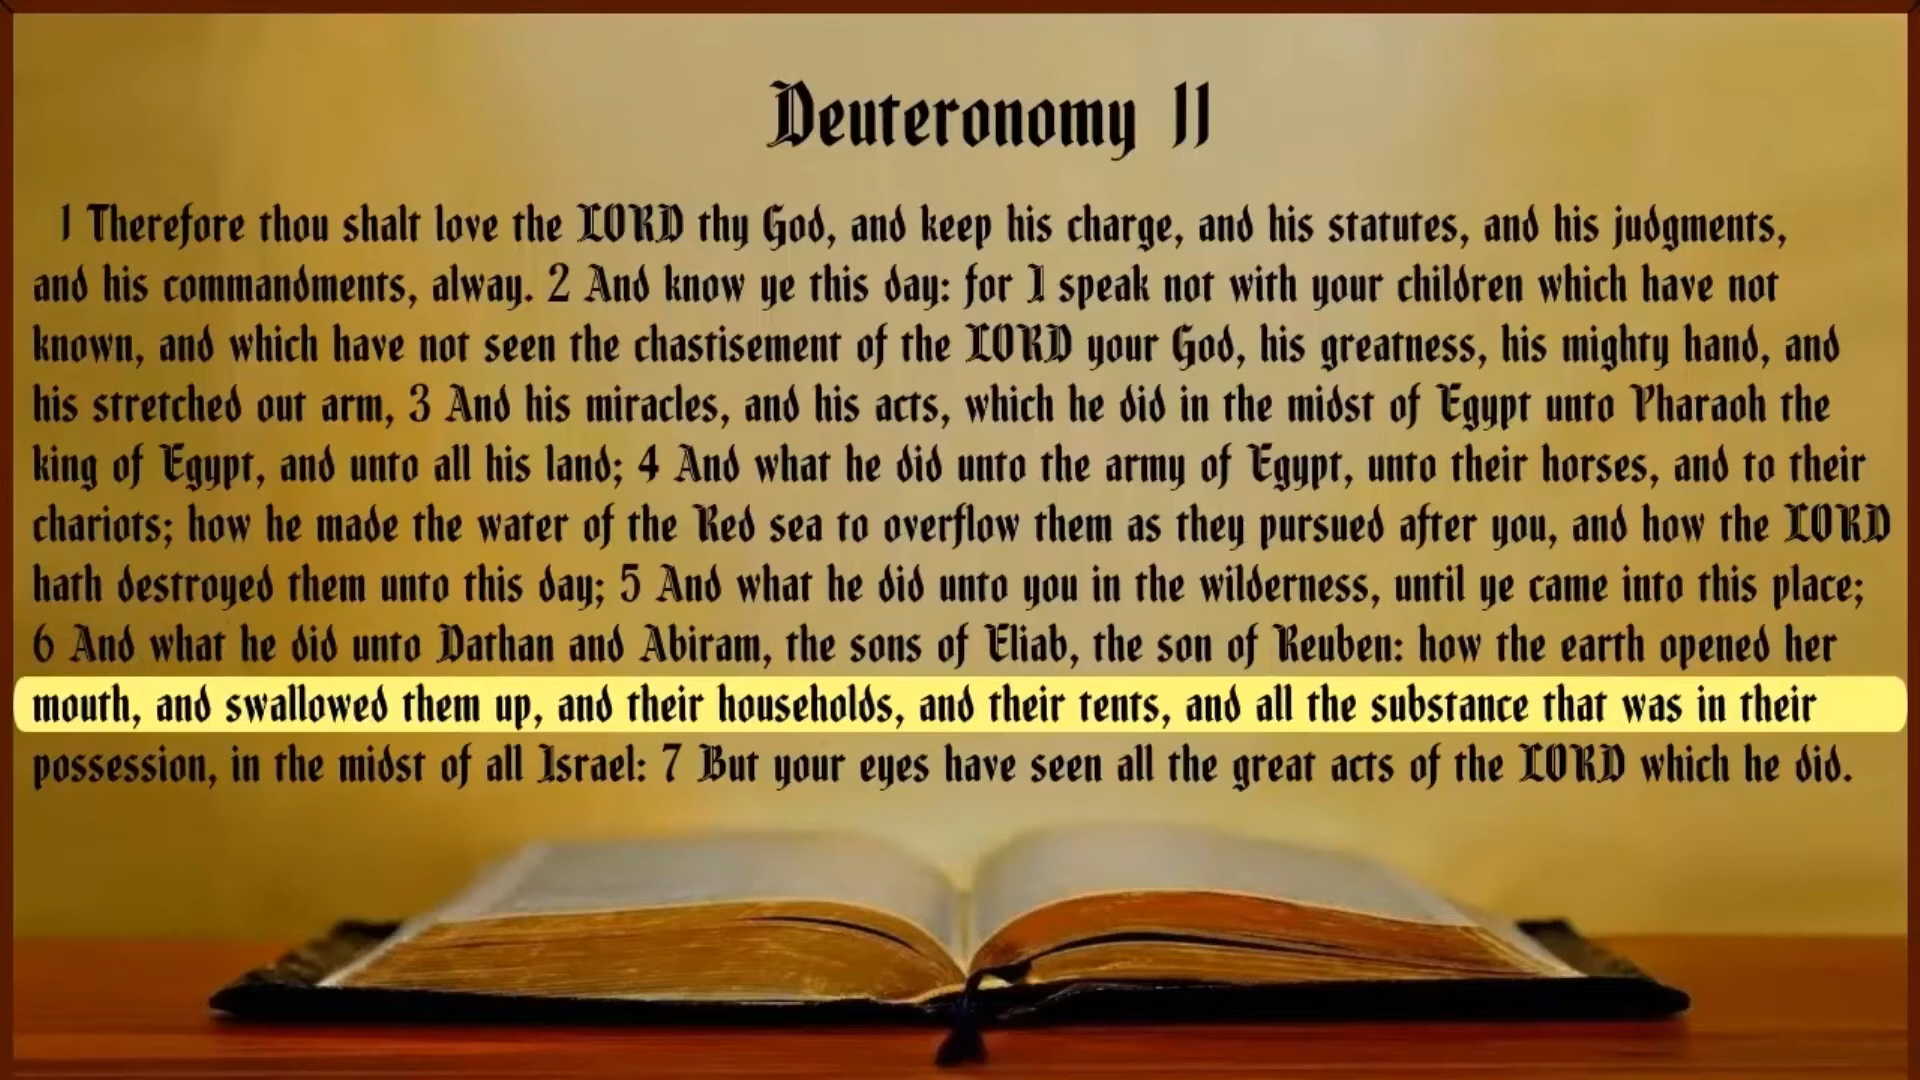 Deuteronomy 11
1 Therefore thou shalt love the LORD thy God, and keep his charge, and his statutes, and his judgments,
and his commandments, alway. 2 And know ye this day: for I speak not with your children which have not
known, and which have not seen the chastisement of the LORD your God, his greatness, his mighty hand, and
his stretched out arm, 3 And his miracles, and his acts, which he did in the midst of Egypt unto Pharaoh the
king of Egypt, and unto all his land; 4 And what he did unto the army of Egypt, unto their horses, and to their
chariots; how he made the water of the Red sea to overflow them as they pursued after you, and how the LORD
hath destroyed them unto this day; 5 And what he did unto you in the wilderness, until ye came into this place;
6 And what he did unto Dathan and Abiram, the sons of Eliab, the son of Reuben: how the earth opened her
mouth, and swallowed them up, and their households, and their tents, and all the substance that was in their
possession, in the midst of all Israel: 7 But your eyes have seen all the great acts of the LORD which he did.